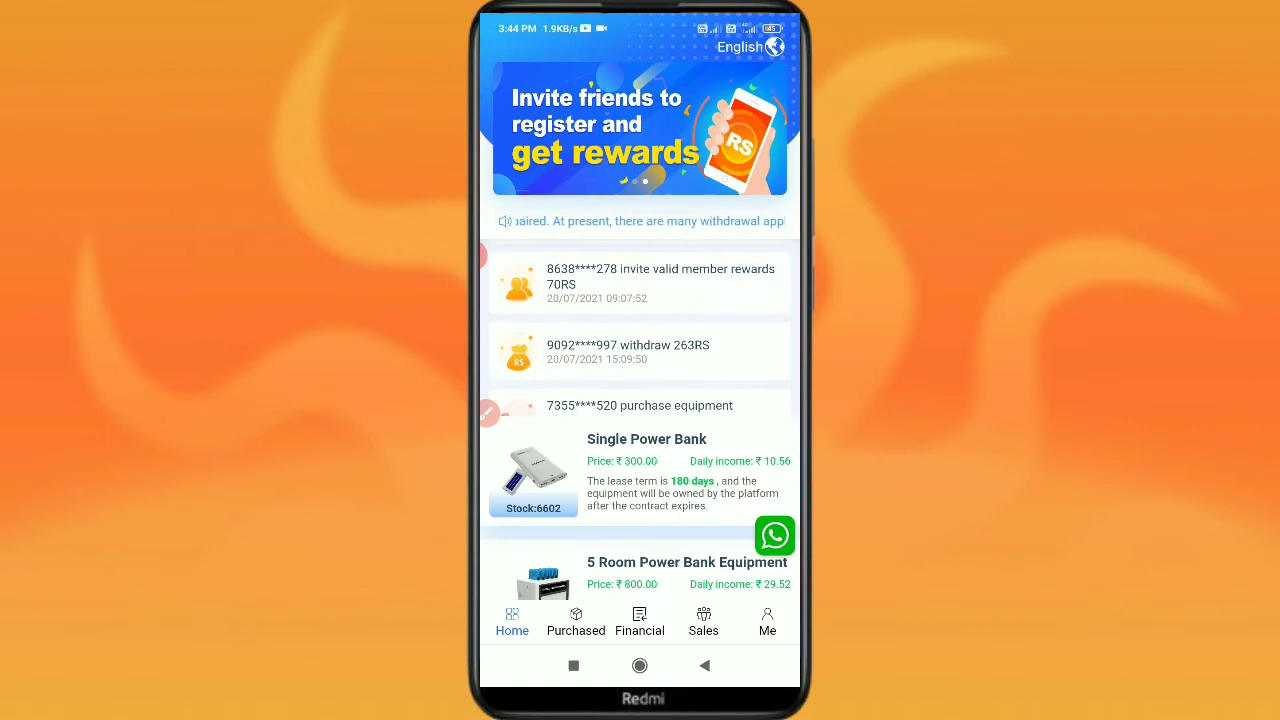 3:44 PM 1.9KB/s
45
English
Invite friends to
register and
get rewards
RS
paired. At present, there are many withdrawal appl
8638****278 invite valid member rewards
70RS
20/07/2021 09:07:52
RS
9092****997 withdraw 263RS
20/07/2021 15:09:50
7355****520 purchase equipment
Single Power Bank
Price: ₹ 300.00 Daily income: ₹ 10.56
The lease term is 180 days , and the
equipment will be owned by the platform
after the contract expires.
Stock:6602
5 Room Power Bank Equipment
Price: ₹ 800.00 Daily income: ₹ 29.52
Home Purchased Financial Sales Me
Redmi